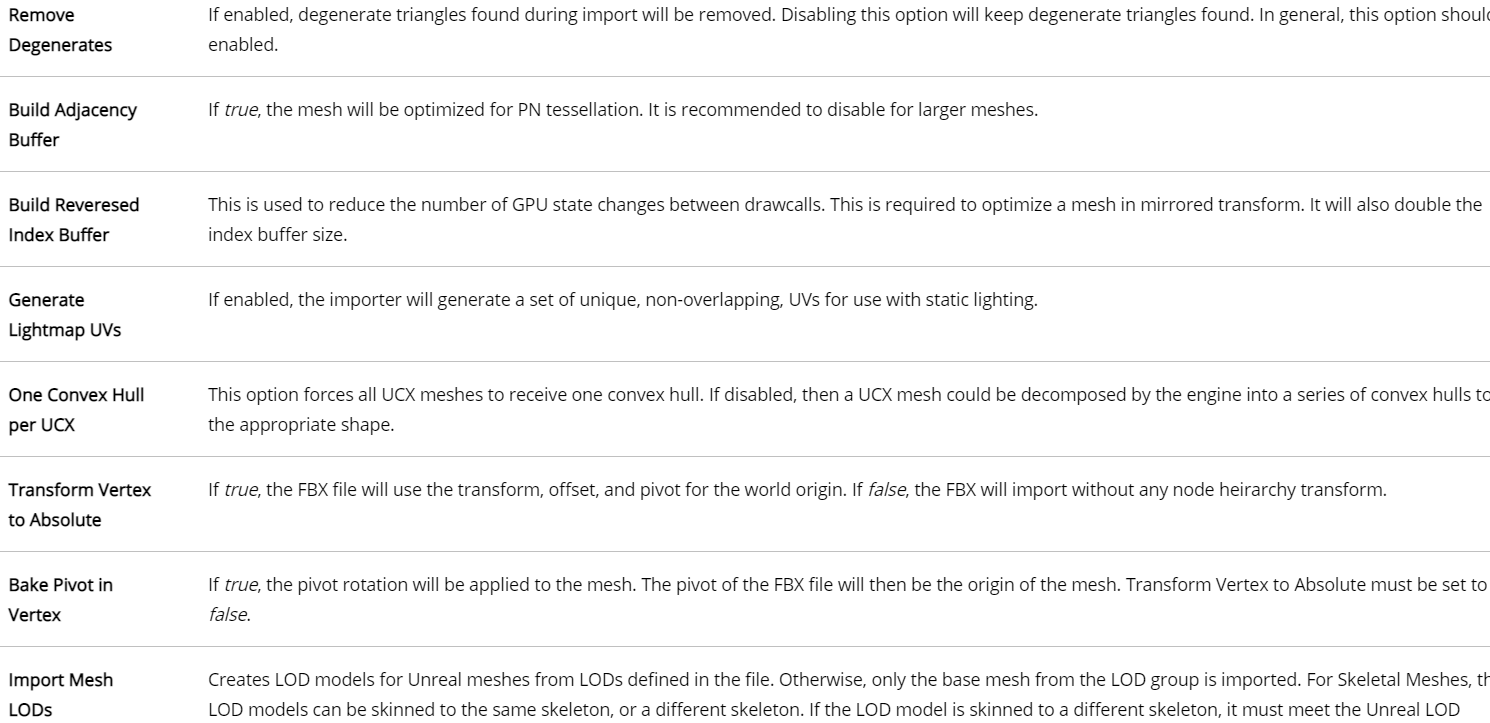 Remove
Degenerates
If enabled, degenerate triangles found during import will be removed. Disabling this option will keep degenerate triangles found. In general, this option should
enabled.
Build Adjacency
Buffer
If true, the mesh will be optimized for PN tessellation. It is recommended to disable for larger meshes.
Build Reveresed
Index Buffer
This is used to reduce the number of GPU state changes between drawcalls. This is required to optimize a mesh in mirrored transform. It will also double the
index buffer size.
Generate
Lightmap UVs
If enabled, the importer will generate a set of unique, non-overlapping, UVs for use with static lighting.
One Convex Hull
per UCX
This option forces all UCX meshes to receive one convex hull. If disabled, then a UCX mesh could be decomposed by the engine into a series of convex hulls to
the appropriate shape.
Transform Vertex
to Absolute
If true, the FBX file will use the transform, offset, and pivot for the world origin. If false, the FBX will import without any node heirarchy transform.
Bake Pivot in
Vertex
If true, the pivot rotation will be applied to the mesh. The pivot of the FBX file will then be the origin of the mesh. Transform Vertex to Absolute must be set to
false.
Import Mesh
LODs
Creates LOD models for Unreal meshes from LODs defined in the file. Otherwise, only the base mesh from the LOD group is imported. For Skeletal Meshes,
LOD models can be skinned to the same skeleton, or a different skeleton. If the LOD model is skinned to a different skeleton, it must meet the Unreal LOD